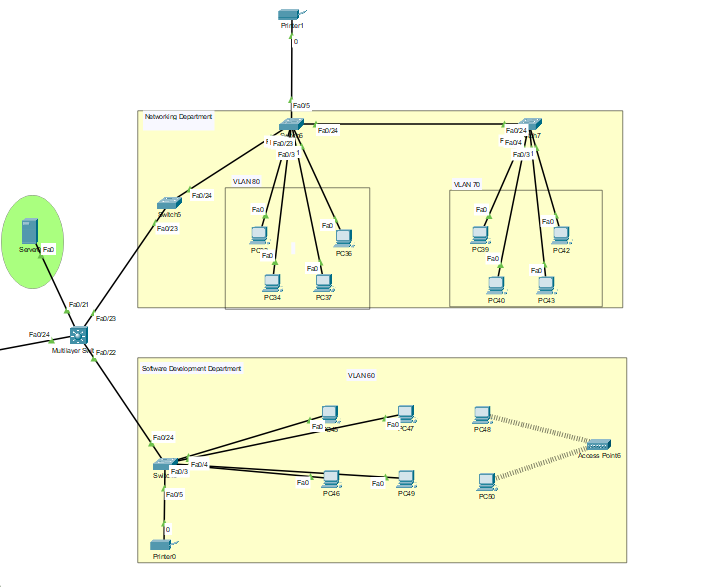 Printer1
0
Fa0/5
Networking Department
Fa0/24
Fa0/24
Fa0/23
Fa0/4
Fa0/3
Fa0/3
VLAN 80
VLAN 70
Fa0/24
Switch5
Fa0/23
Fa0
Fa0
Fa0
Fa0
PC36
PC39
PC42
Fa0
Fa0
Fa0
Fa0
Fa0
PC34
PC37
PC40
PC43
Fa0/21
Fa0/23
Fa0/24
Multilayer Swit
Fa0/22
Software Development Department
VLAN 60
Fa0
Fa0
PC48
Fa0/24
Access Point6
Fa0/4
Fa0/3
Fa0
Fa0
PC46
PC49
PC50
Fa0/5
0
Printer0